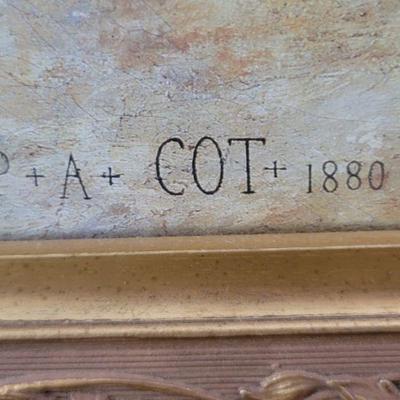 P + A + COT + 1880